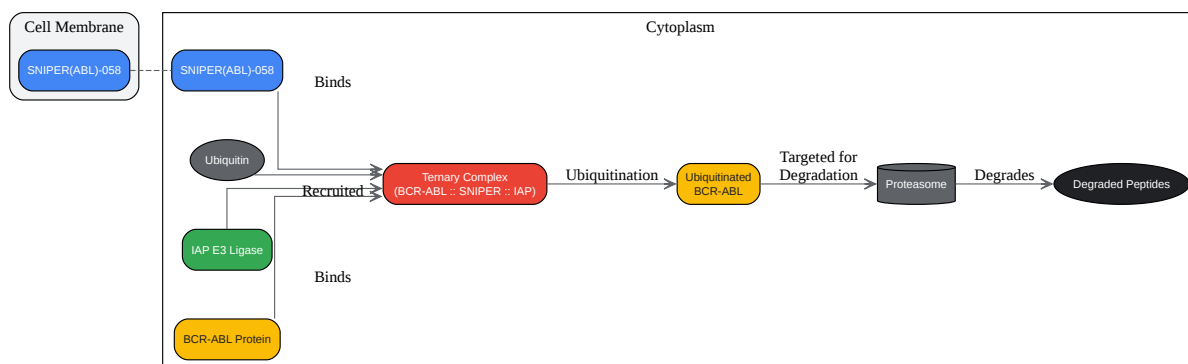 Cell Membrane
SNIPER(ABL)-058
Cytoplasm
SNIPER(ABL)-058
Binds
Ubiquitin
Recruited
IAP E3 Ligase
Binds
BCR-ABL Protein
Ternary Complex
(BCR-ABL :: SNIPER :: IAP)
Ubiquitination
Ubiquitinated
BCR-ABL
Targeted for
Degradation
Proteasome
Degrades
Degraded Peptides